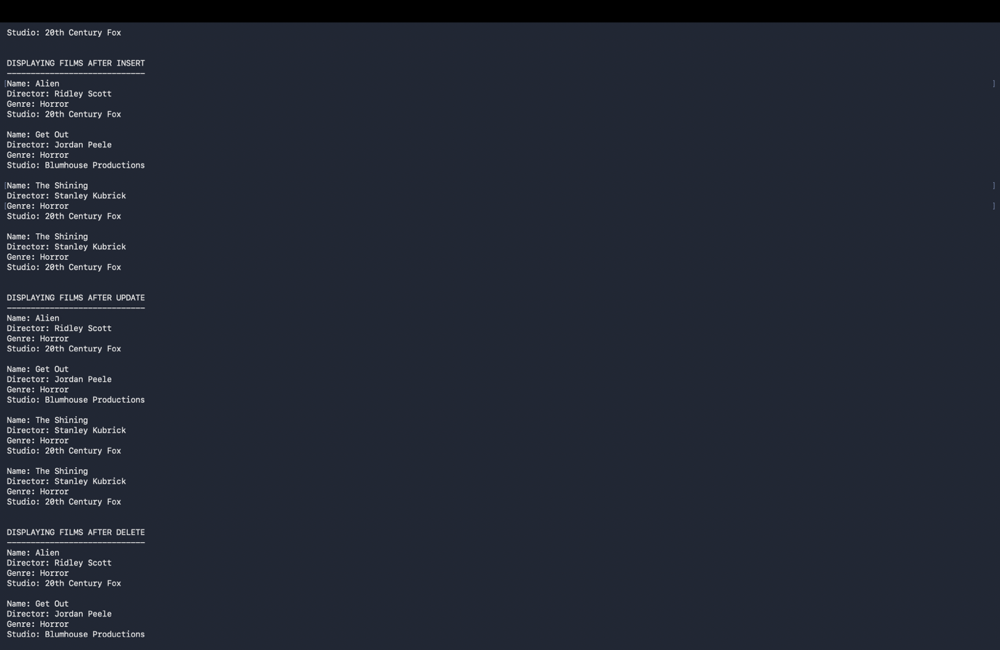 Studio: 20th Century Fox
DISPLAYING FILMS AFTER INSERT
------------------------------
[Name: Alien ]
Director: Ridley Scott
Genre: Horror
Studio: 20th Century Fox
Name: Get Out
Director: Jordan Peele
Genre: Horror
Studio: Blumhouse Productions
[Name: The Shining ]
Director: Stanley Kubrick
[Genre: Horror ]
Studio: 20th Century Fox
Name: The Shining
Director: Stanley Kubrick
Genre: Horror
Studio: 20th Century Fox
DISPLAYING FILMS AFTER UPDATE
------------------------------
Name: Alien
Director: Ridley Scott
Genre: Horror
Studio: 20th Century Fox
Name: Get Out
Director: Jordan Peele
Genre: Horror
Studio: Blumhouse Productions
Name: The Shining
Director: Stanley Kubrick
Genre: Horror
Studio: 20th Century Fox
Name: The Shining
Director: Stanley Kubrick
Genre: Horror
Studio: 20th Century Fox
DISPLAYING FILMS AFTER DELETE
------------------------------
Name: Alien
Director: Ridley Scott
Genre: Horror
Studio: 20th Century Fox
Name: Get Out
Director: Jordan Peele
Genre: Horror
Studio: Blumhouse Productions